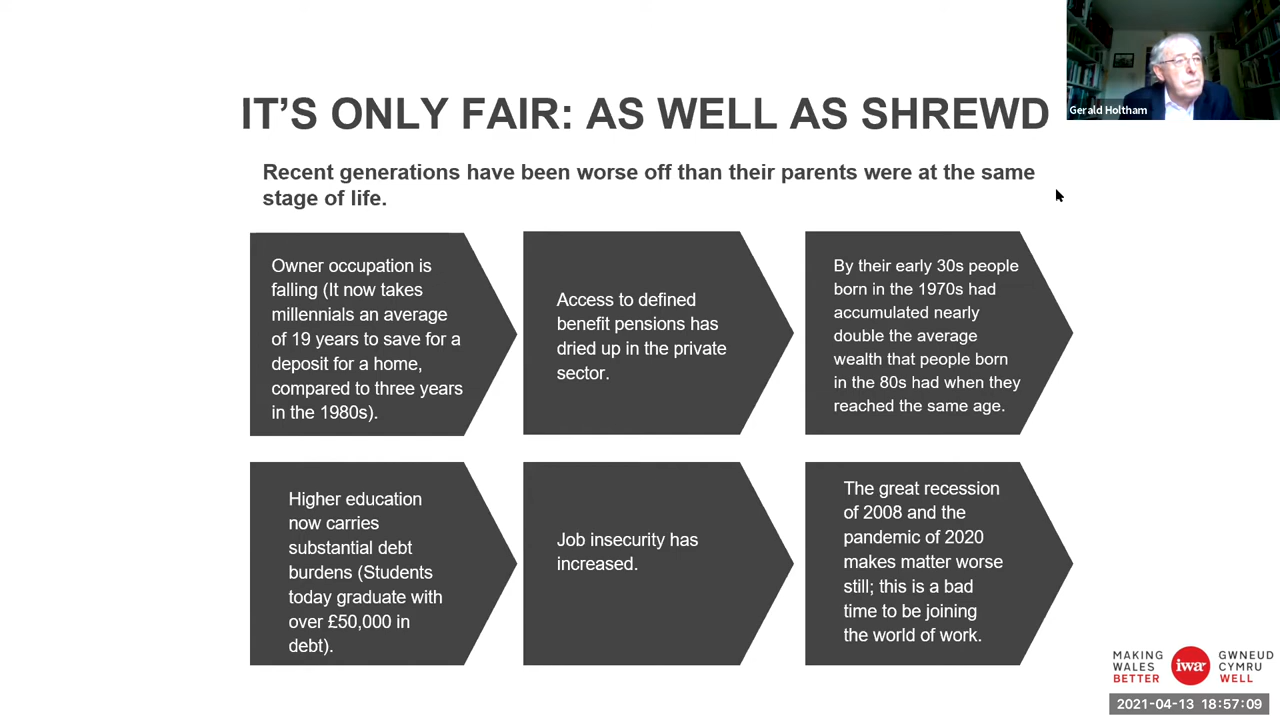 IT’S ONLY FAIR: AS WELL AS SHREWD
Gerald Holtham
Recent generations have been worse off than their parents were at the same
stage of life.
Owner occupation is
falling (It now takes
millennials an average
of 19 years to save for a
deposit for a home,
compared to three years
in the 1980s).
Access to defined
benefit pensions has
dried up in the private
sector.
By their early 30s people
born in the 1970s had
accumulated nearly
double the average
wealth that people born
in the 80s had when they
reached the same age.
Higher education
now carries
substantial debt
burdens (Students
today graduate with
over £50,000 in
debt).
Job insecurity has
increased.
The great recession
of 2008 and the
pandemic of 2020
makes matter worse
still; this is a bad
time to be joining
the world of work.
MAKING
WALES
BETTER
iwa
GWNEUD
CYMRU
WELL
2021-04-13 18:57:09